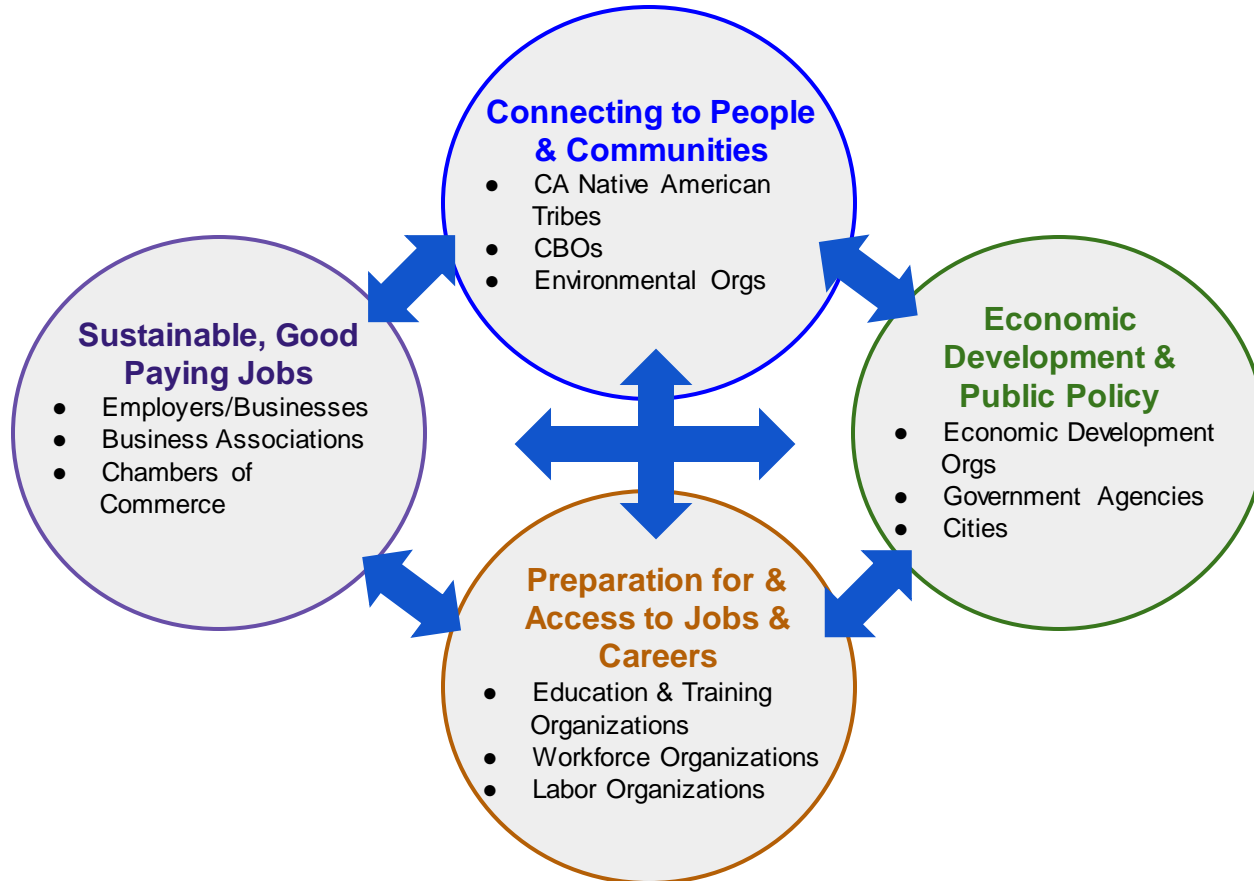 Connecting to People
& Communities
● CA Native American
Tribes
● CBOs
● Environmental Orgs
Sustainable, Good
Paying Jobs
● Employers/Businesses
● Business Associations
● Chambers of
Commerce
Economic
Development &
Public Policy
● Economic Development
Orgs
● Government Agencies
● Cities
Preparation for &
Access to Jobs &
Careers
● Education & Training
Organizations
● Workforce Organizations
● Labor Organizations